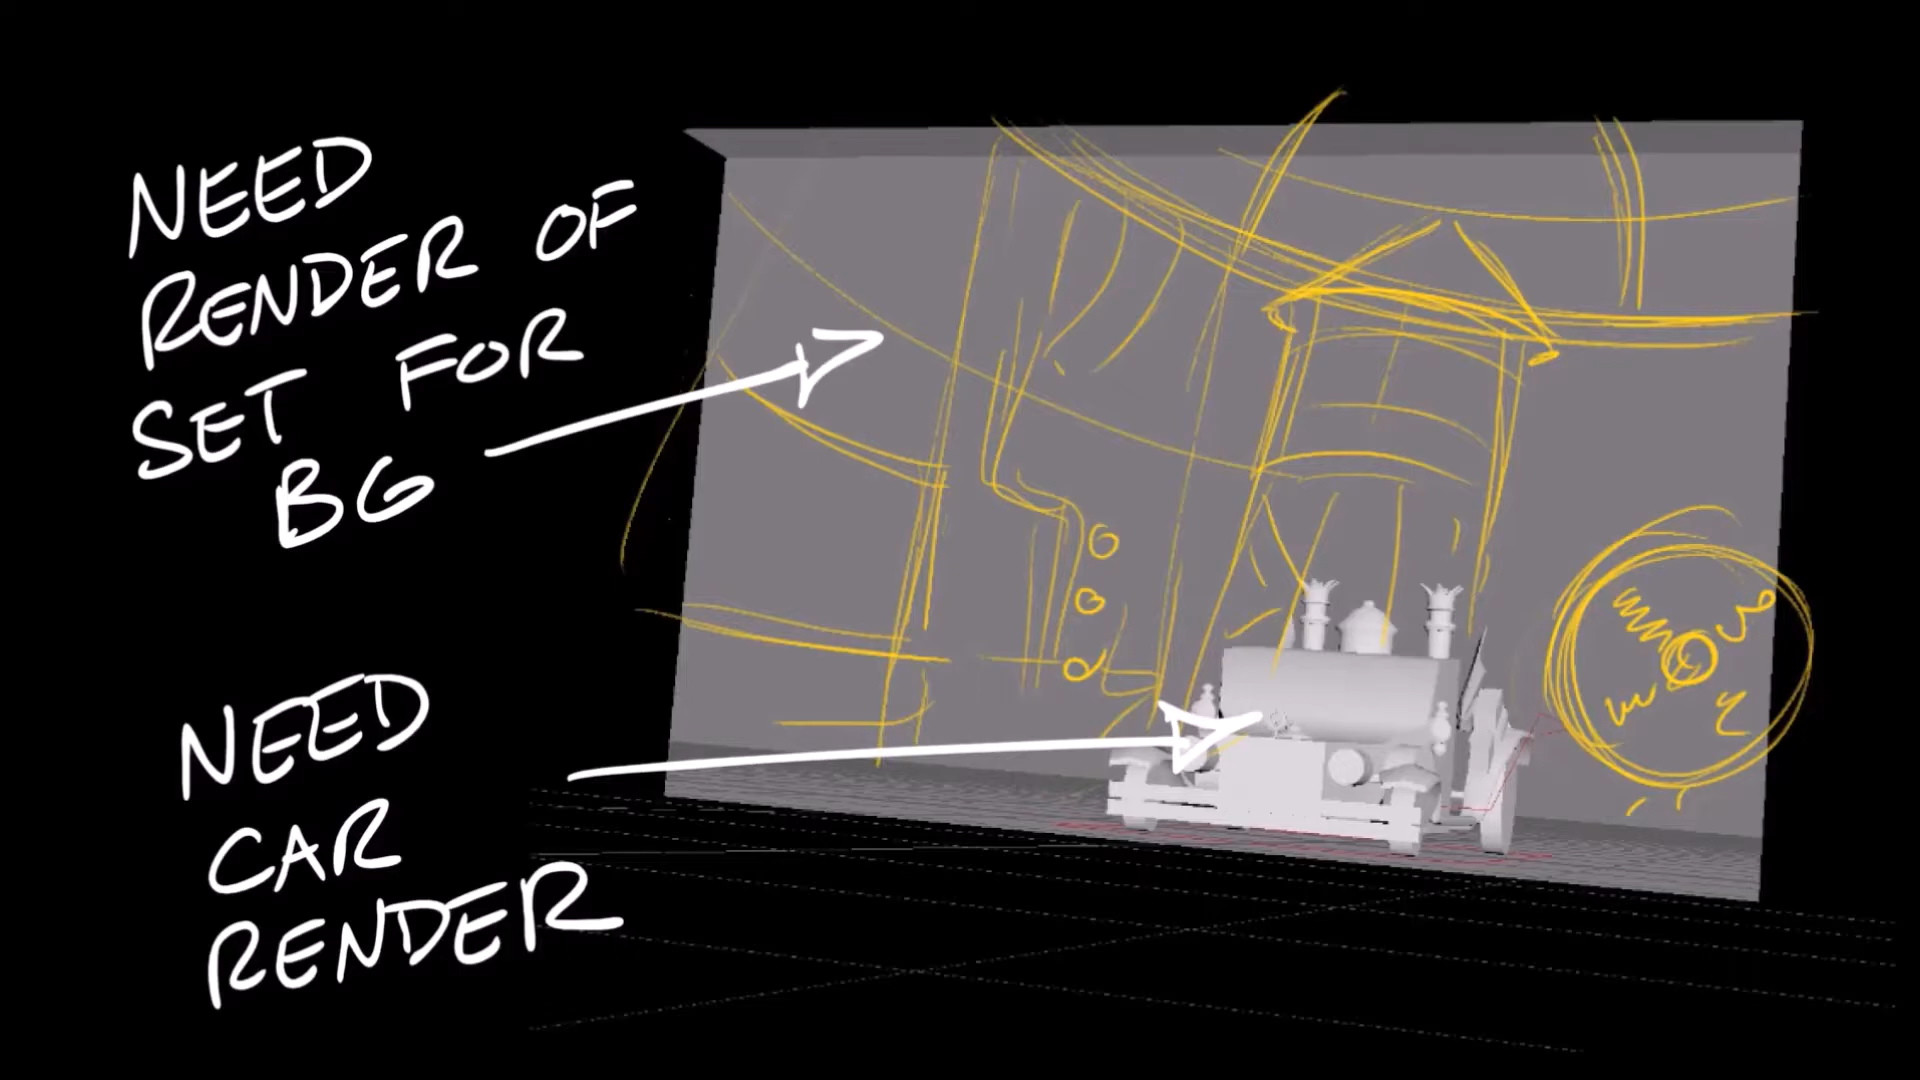 NEED
RENDER OF
SET FOR
BG
NEED
CAR
RENDER